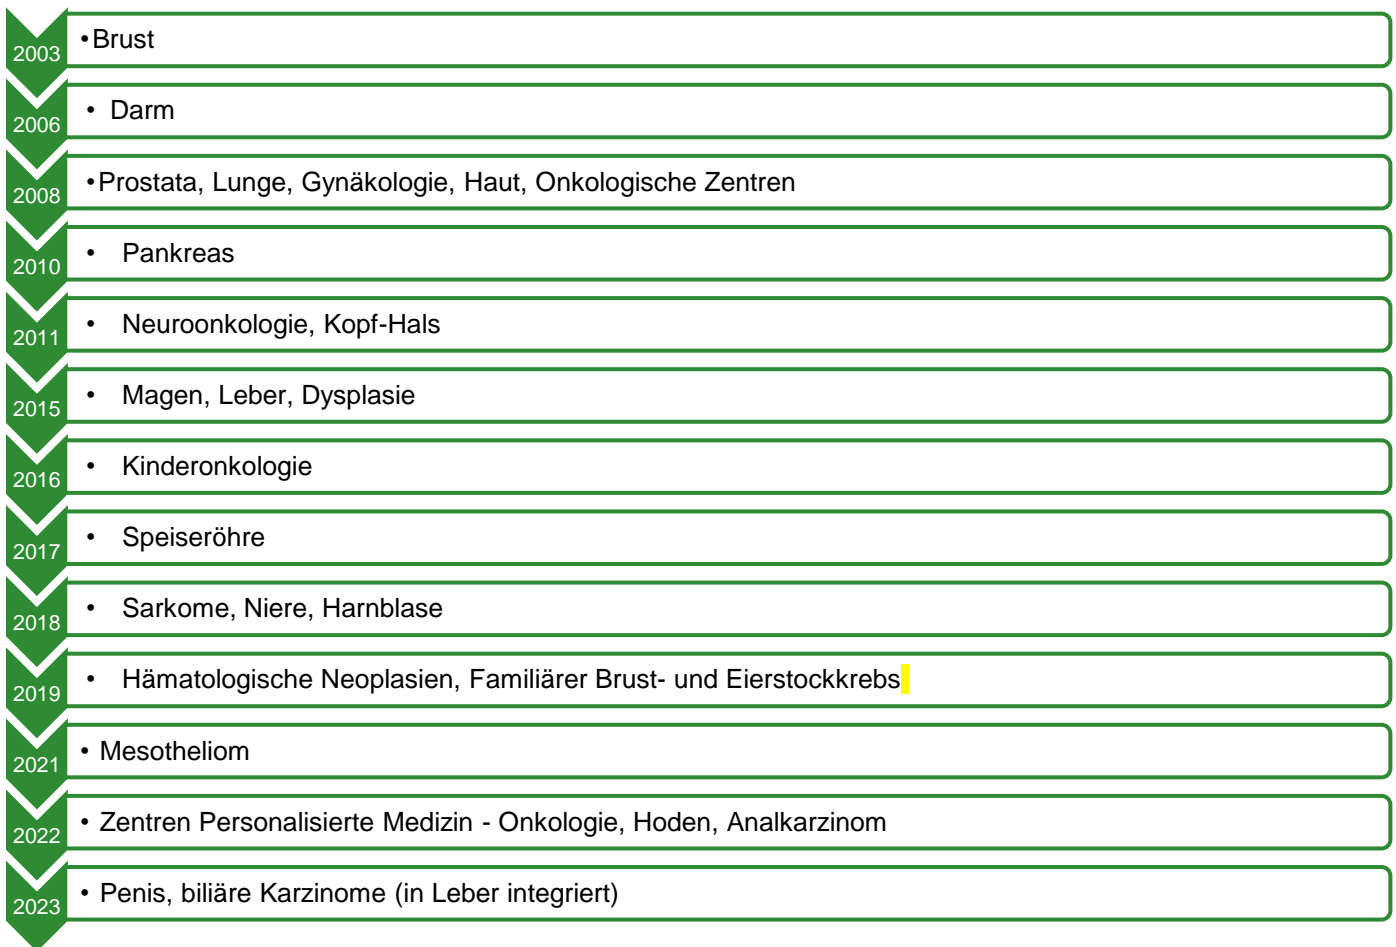 2003 •Brust
2006 • Darm
2008 •Prostata, Lunge, Gynäkologie, Haut, Onkologische Zentren
2010 • Pankreas
2011 • Neuroonkologie, Kopf-Hals
2015 • Magen, Leber, Dysplasie
2016 • Kinderonkologie
2017 • Speiseröhre
2018 • Sarkome, Niere, Harnblase
2019 • Hämatologische Neoplasien, Familiärer Brust- und Eierstockkrebs
2021 • Mesotheliom
2022 • Zentren Personalisierte Medizin - Onkologie, Hoden, Analkarzinom
2023 • Penis, biliäre Karzinome (in Leber integriert)